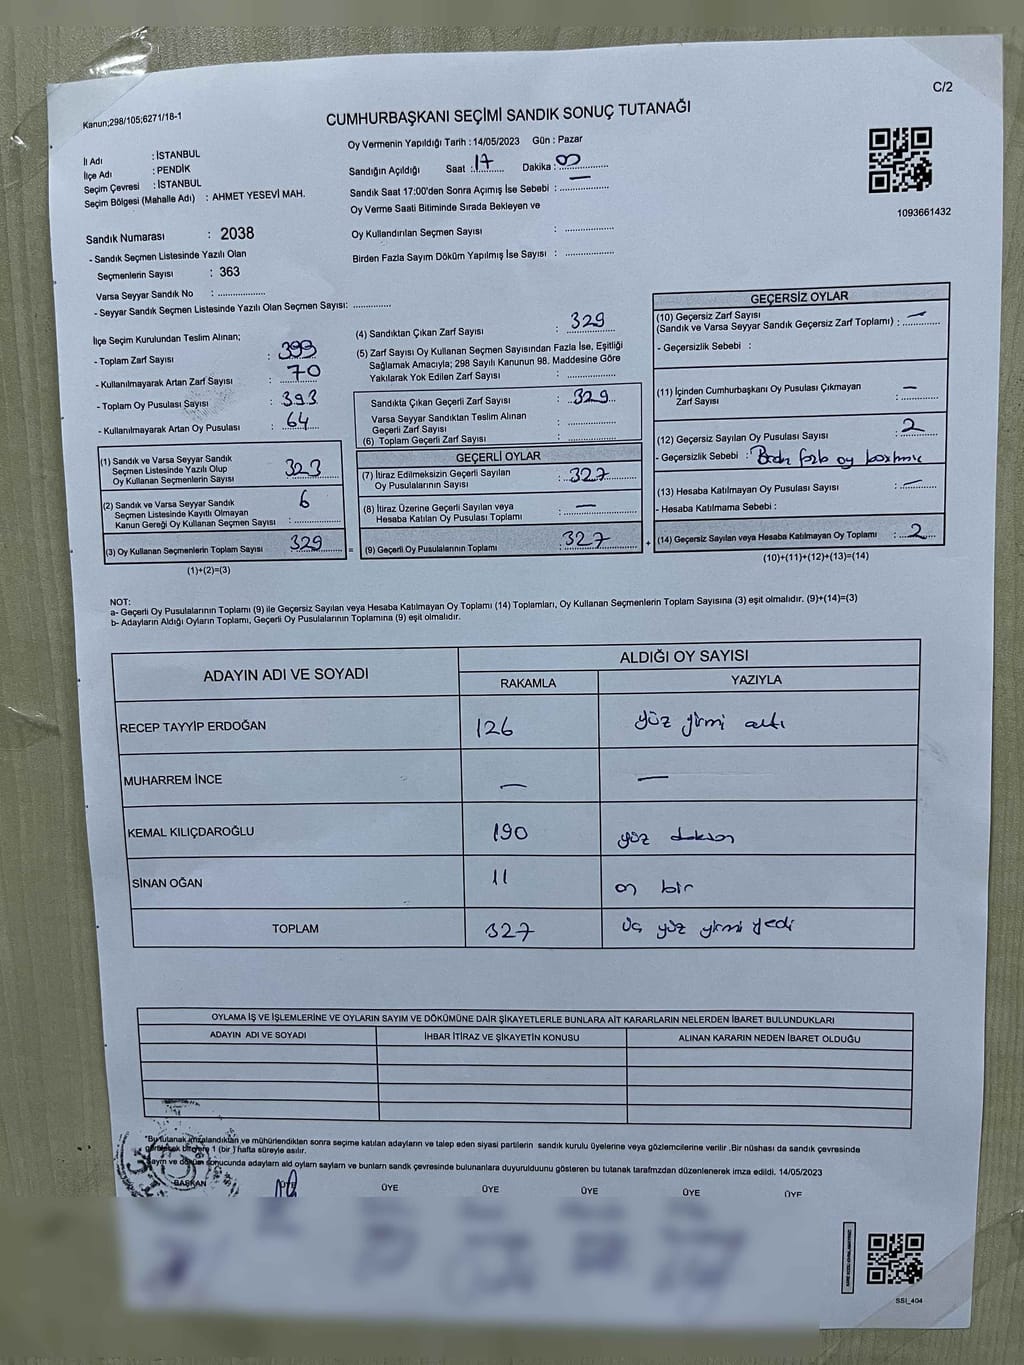 C/2
Kanun:298/105;6271/18-1
CUMHURBAŞKANI SEÇİMİ SANDIK SONUÇ TUTANAĞI
İl Adı : İSTANBUL
İlçe Adı : PENDİK
Seçim Çevresi : İSTANBUL
Seçim Bölgesi (Mahalle Adı) : AHMET YESEVİ MAH.
Oy Vermenin Yapıldığı Tarih : 14/05/2023 Gün : Pazar
Sandığın Açıldığı Saat : 17 Dakika : 00
Sandık Saat 17:00'den Sonra Açımış İse Sebebi : —
Oy Verme Saati Bitiminde Sırada Bekleyen ve
Oy Kullandırılan Seçmen Sayısı :
Birden Fazla Sayım Döküm Yapılmış İse Sayısı :
1093661432
Sandık Numarası : 2038
- Sandık Seçmen Listesinde Yazılı Olan
Seçmenlerin Sayısı : 363
Varsa Seyyar Sandık No :
- Seyyar Sandık Seçmen Listesinde Yazılı Olan Seçmen Sayısı:
İlçe Seçim Kurulundan Teslim Alınan;
- Toplam Zarf Sayısı : 399
- Kullanılmayarak Artan Zarf Sayısı : 70
- Toplam Oy Pusulası Sayısı : 393
- Kullanılmayarak Artan Oy Pusulası : 64
(1) Sandık ve Varsa Seyyar Sandık
Seçmen Listesinde Yazılı Olup
Oy Kullanan Seçmenlerin Sayısı 323
(2) Sandık ve Varsa Seyyar Sandık
Seçmen Listesinde Kayıtlı Olmayan
Kanun Gereği Oy Kullanan Seçmen Sayısı : 6
(3) Oy Kullanan Seçmenlerin Toplam Sayısı 329
(1)+(2)=(3)
(4) Sandıktan Çıkan Zarf Sayısı : 329
(5) Zarf Sayısı Oy Kullanan Seçmen Sayısından Fazla İse, Eşitliği
Sağlamak Amacıyla; 298 Sayılı Kanunun 98. Maddesine Göre
Yakılarak Yok Edilen Zarf Sayısı :
Sandıkta Çıkan Geçerli Zarf Sayısı : 329
Varsa Seyyar Sandıktan Teslim Alınan
Geçerli Zarf Sayısı :
(6) Toplam Geçerli Zarf Sayısı :
GEÇERLİ OYLAR
(7) İtiraz Edilmeksizin Geçerli Sayılan
Oy Pusulalarının Sayısı : 327
(8) İtiraz Üzerine Geçerli Sayılan veya
Hesaba Katılan Oy Pusulası Toplamı : —
= (9) Geçerli Oy Pusulalarının Toplamı : 327
GEÇERSİZ OYLAR
(10) Geçersiz Zarf Sayısı
(Sandık ve Varsa Seyyar Sandık Geçersiz Zarf Toplamı) : —
- Geçersizlik Sebebi :
(11) İçinden Cumhurbaşkanı Oy Pusulası Çıkmayan
Zarf Sayısı : —
(12) Geçersiz Sayılan Oy Pusulası Sayısı : 2
- Geçersizlik Sebebi : fazla oy
(13) Hesaba Katılmayan Oy Pusulası Sayısı : —
- Hesaba Katılmama Sebebi :
+ (14) Geçersiz Sayılan veya Hesaba Katılmayan Oy Toplamı : 2
(10)+(11)+(12)+(13)=(14)
NOT:
a- Geçerli Oy Pusulalarının Toplamı (9) ile Geçersiz Sayılan veya Hesaba Katılmayan Oy Toplamı (14) Toplamları, Oy Kullanan Seçmenlerin Toplam Sayısına (3) eşit olmalıdır. (9)+(14)=(3)
b- Adayların Aldığı Oyların Toplamı, Geçerli Oy Pusulalarının Toplamına (9) eşit olmalıdır.
ADAYIN ADI VE SOYADI ALDIĞI OY SAYISI
RAKAMLA YAZIYLA
RECEP TAYYİP ERDOĞAN 126 yüz yirmi altı
MUHARREM İNCE — —
KEMAL KILIÇDAROĞLU 190 yüz doksan
SİNAN OĞAN 11 on bir
TOPLAM 327 üç yüz yirmi yedi
OYLAMA İŞ VE İŞLEMLERİNE VE OYLARIN SAYIM VE DÖKÜMÜNE DAİR ŞİKAYETLERLE BUNLARA AİT KARARLARIN NELERDEN İBARET BULUNDUKLARI
ADAYIN ADI VE SOYADI İHBAR İTİRAZ VE ŞİKAYETİN KONUSU ALINAN KARARIN NEDEN İBARET OLDUĞU
"Bu tutanak imzalandıktan ve mühürlendikten sonra seçime katılan adayların ve talep eden siyasi partilerin sandık kurulu üyelerine veya gözlemcilerine verilir .Bir nüshası da sandık çevresinde
1 (bir ) hafta süreyle asılır.
Sayım ve döküm sonucunda adayların ald oyların sayların ve bunların sandık çevresinde bulunanlara duyurulduunu gösteren bu tutanak tarafmzdan düzenlenerek imza edildi. 14/05/2023
BAŞKAN ÜYE ÜYE ÜYE ÜYE ÜYE ÜYE
SSİ_404